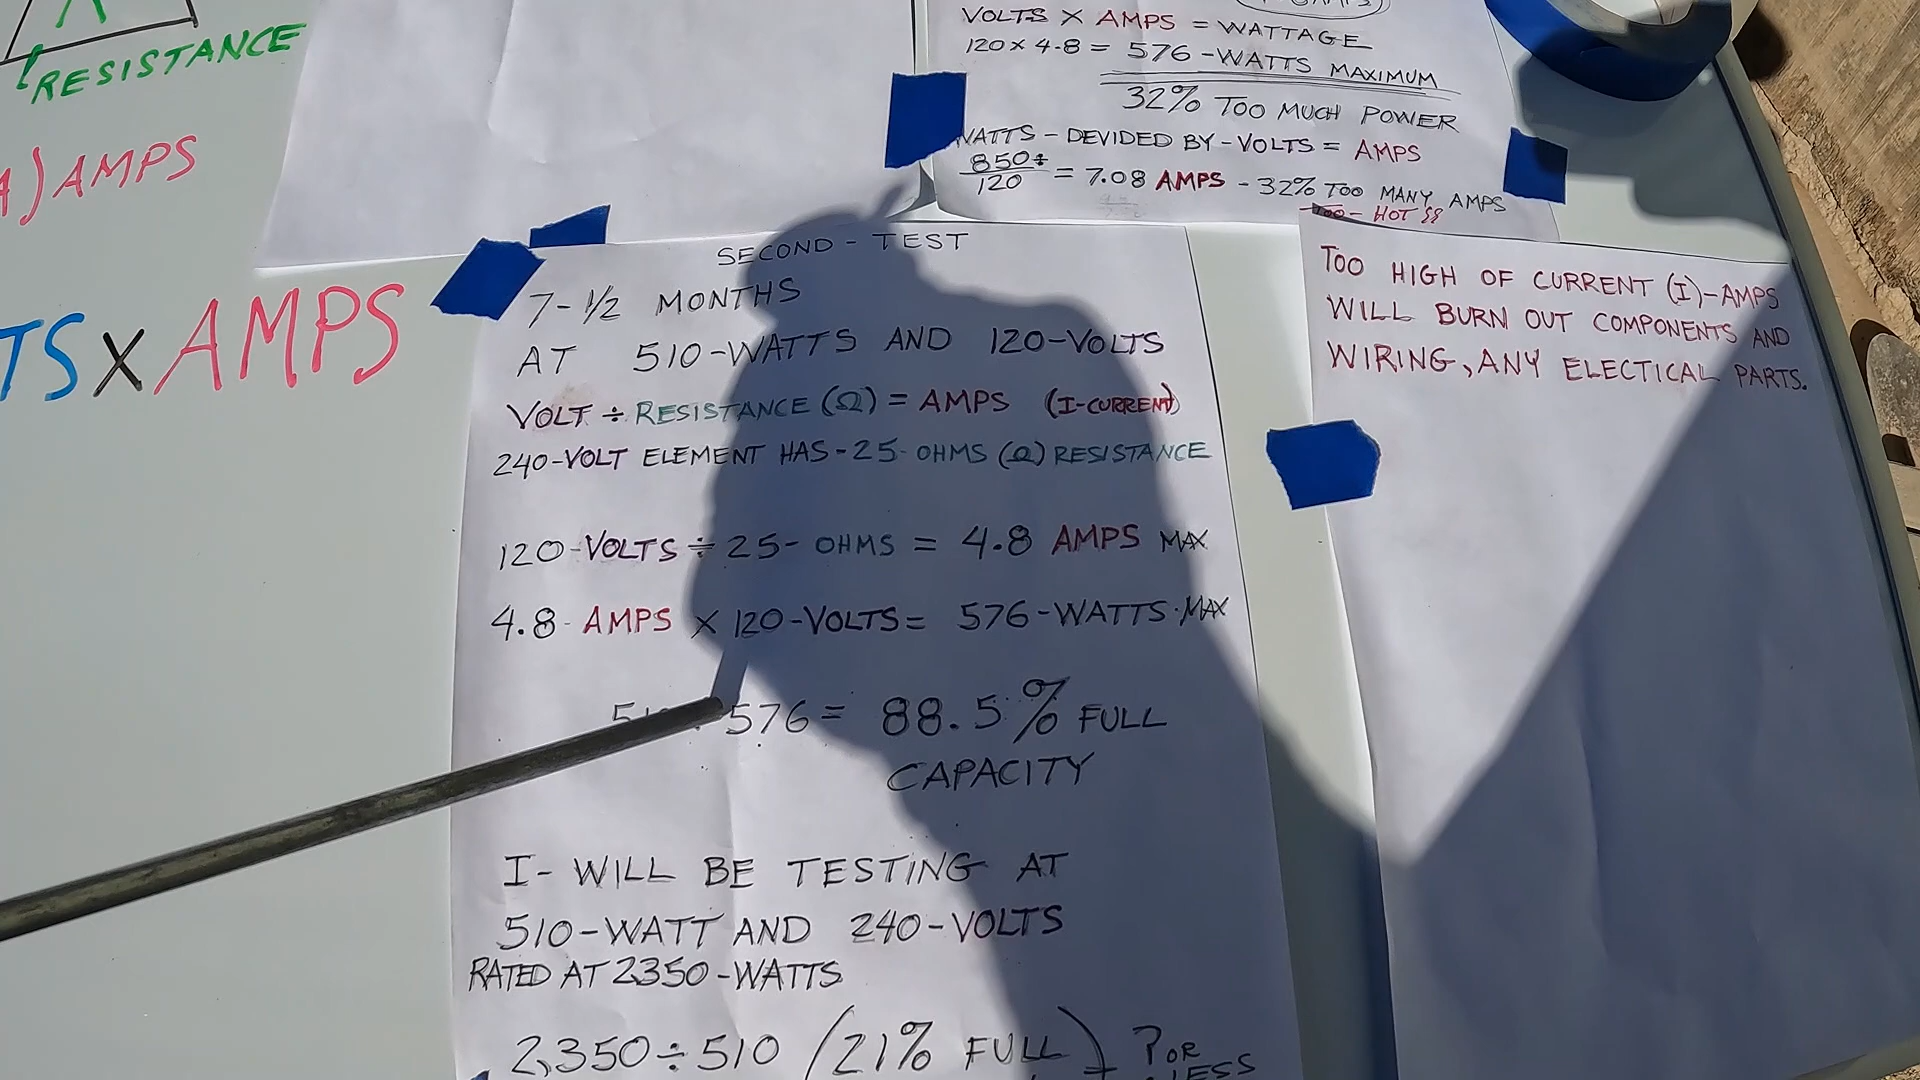 RESISTANCE
) AMPS
TS X AMPS
VOLTS X AMPS = WATTAGE
120 X 4.8 = 576-WATTS MAXIMUM
32% TOO MUCH POWER
WATTS - DEVIDED BY - VOLTS = AMPS
850÷
120
= 7.08 AMPS - 32% TOO MANY AMPS
TOO - HOT !!
SECOND - TEST
7-1/2 MONTHS
AT 510-WATTS AND 120-VOLTS
VOLT ÷ RESISTANCE (Ω) = AMPS (I-CURRENT)
240-VOLT ELEMENT HAS - 25- OHMS (Ω) RESISTANCE
120-VOLTS ÷ 25- OHMS = 4.8 AMPS MAX
4.8- AMPS X 120-VOLTS = 576-WATTS-MAX
576 = 88.5% FULL
CAPACITY
I- WILL BE TESTING AT
510-WATT AND 240-VOLTS
RATED AT 2350-WATTS
2,350÷510 (21% FULL ) ? OR
LESS
TOO HIGH OF CURRENT (I)-AMPS
WILL BURN OUT COMPONENTS AND
WIRING, ANY ELECTICAL PARTS.